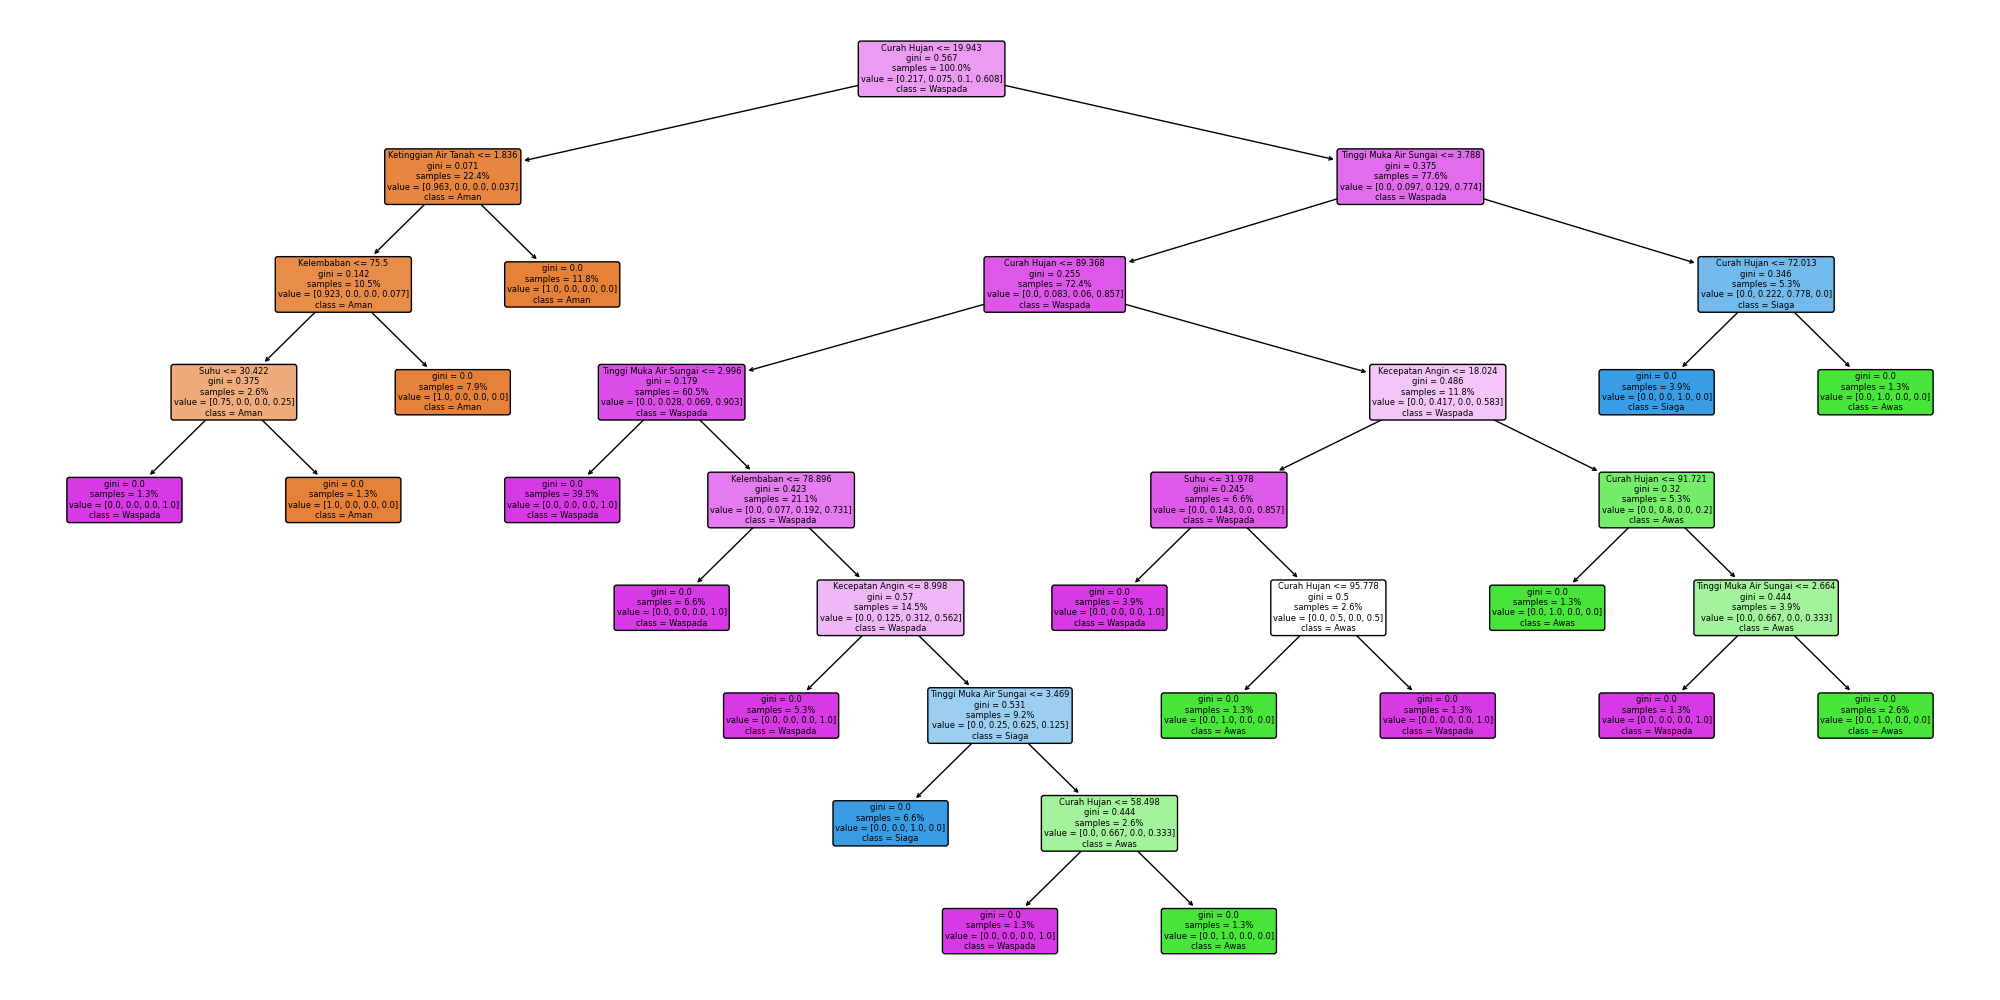 Curah Hujan <= 19.943
gini = 0.567
samples = 100.0%
value = [0.217, 0.075, 0.1, 0.608]
class = Waspada
Ketinggian Air Tanah <= 1.836
gini = 0.071
samples = 22.4%
value = [0.963, 0.0, 0.0, 0.037]
class = Aman
Tinggi Muka Air Sungai <= 3.788
gini = 0.375
samples = 77.6%
value = [0.0, 0.097, 0.129, 0.774]
class = Waspada
Kelembaban <= 75.5
gini = 0.142
samples = 10.5%
value = [0.923, 0.0, 0.0, 0.077]
class = Aman
gini = 0.0
samples = 11.8%
value = [1.0, 0.0, 0.0, 0.0]
class = Aman
Curah Hujan <= 89.368
gini = 0.255
samples = 72.4%
value = [0.0, 0.083, 0.06, 0.857]
class = Waspada
Curah Hujan <= 72.013
gini = 0.346
samples = 5.3%
value = [0.0, 0.222, 0.778, 0.0]
class = Siaga
Suhu <= 30.422
gini = 0.375
samples = 2.6%
value = [0.75, 0.0, 0.0, 0.25]
class = Aman
gini = 0.0
samples = 7.9%
value = [1.0, 0.0, 0.0, 0.0]
class = Aman
Tinggi Muka Air Sungai <= 2.996
gini = 0.179
samples = 60.5%
value = [0.0, 0.028, 0.069, 0.903]
class = Waspada
Kecepatan Angin <= 18.024
gini = 0.486
samples = 11.8%
value = [0.0, 0.417, 0.0, 0.583]
class = Waspada
gini = 0.0
samples = 3.9%
value = [0.0, 0.0, 1.0, 0.0]
class = Siaga
gini = 0.0
samples = 1.3%
value = [0.0, 1.0, 0.0, 0.0]
class = Awas
gini = 0.0
samples = 1.3%
value = [0.0, 0.0, 0.0, 1.0]
class = Waspada
gini = 0.0
samples = 1.3%
value = [1.0, 0.0, 0.0, 0.0]
class = Aman
gini = 0.0
samples = 39.5%
value = [0.0, 0.0, 0.0, 1.0]
class = Waspada
Kelembaban <= 78.896
gini = 0.423
samples = 21.1%
value = [0.0, 0.077, 0.192, 0.731]
class = Waspada
Suhu <= 31.978
gini = 0.245
samples = 6.6%
value = [0.0, 0.143, 0.0, 0.857]
class = Waspada
Curah Hujan <= 91.721
gini = 0.32
samples = 5.3%
value = [0.0, 0.8, 0.0, 0.2]
class = Awas
gini = 0.0
samples = 6.6%
value = [0.0, 0.0, 0.0, 1.0]
class = Waspada
Kecepatan Angin <= 8.998
gini = 0.57
samples = 14.5%
value = [0.0, 0.125, 0.312, 0.562]
class = Waspada
gini = 0.0
samples = 3.9%
value = [0.0, 0.0, 0.0, 1.0]
class = Waspada
Curah Hujan <= 95.778
gini = 0.5
samples = 2.6%
value = [0.0, 0.5, 0.0, 0.5]
class = Awas
gini = 0.0
samples = 1.3%
value = [0.0, 1.0, 0.0, 0.0]
class = Awas
Tinggi Muka Air Sungai <= 2.664
gini = 0.444
samples = 3.9%
value = [0.0, 0.667, 0.0, 0.333]
class = Awas
gini = 0.0
samples = 5.3%
value = [0.0, 0.0, 0.0, 1.0]
class = Waspada
Tinggi Muka Air Sungai <= 3.469
gini = 0.531
samples = 9.2%
value = [0.0, 0.25, 0.625, 0.125]
class = Siaga
gini = 0.0
samples = 1.3%
value = [0.0, 1.0, 0.0, 0.0]
class = Awas
gini = 0.0
samples = 1.3%
value = [0.0, 0.0, 0.0, 1.0]
class = Waspada
gini = 0.0
samples = 1.3%
value = [0.0, 0.0, 0.0, 1.0]
class = Waspada
gini = 0.0
samples = 2.6%
value = [0.0, 1.0, 0.0, 0.0]
class = Awas
gini = 0.0
samples = 6.6%
value = [0.0, 0.0, 1.0, 0.0]
class = Siaga
Curah Hujan <= 58.498
gini = 0.444
samples = 2.6%
value = [0.0, 0.667, 0.0, 0.333]
class = Awas
gini = 0.0
samples = 1.3%
value = [0.0, 0.0, 0.0, 1.0]
class = Waspada
gini = 0.0
samples = 1.3%
value = [0.0, 1.0, 0.0, 0.0]
class = Awas